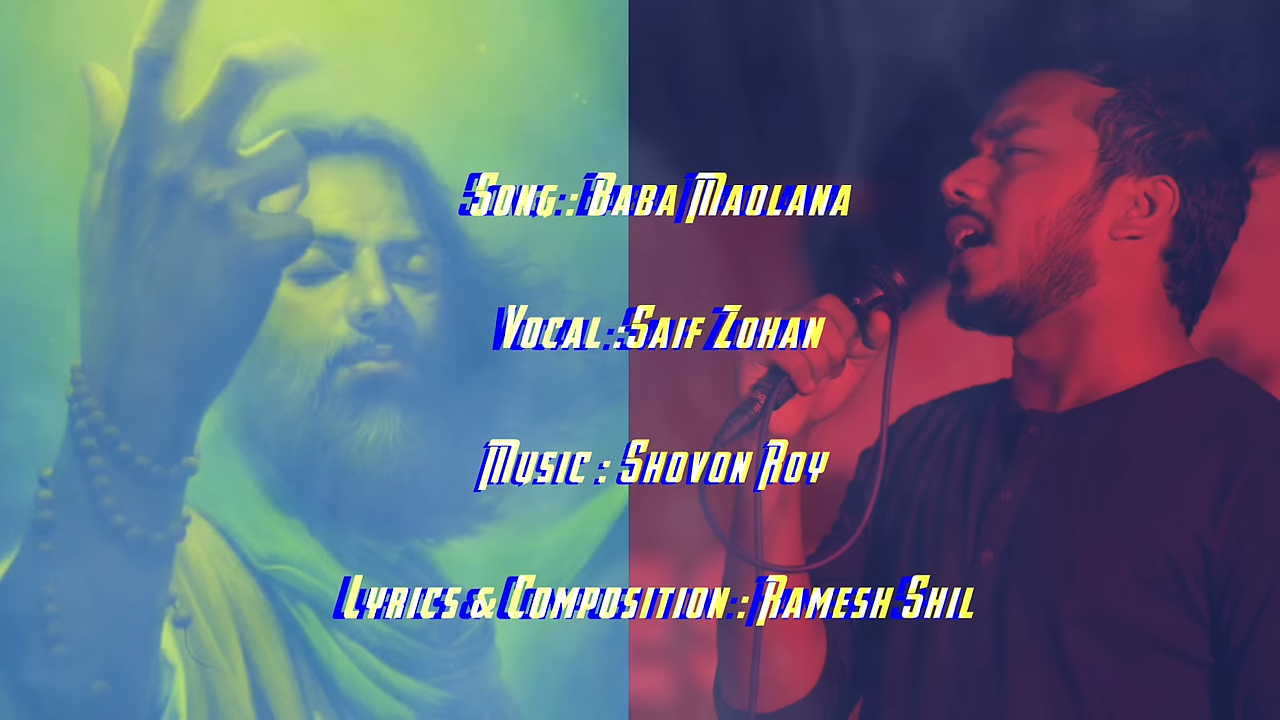 Song : Baba Maolana
Vocal : Saif Zohan
Music : Shovon Roy
Lyrics & Composition : Ramesh Shil